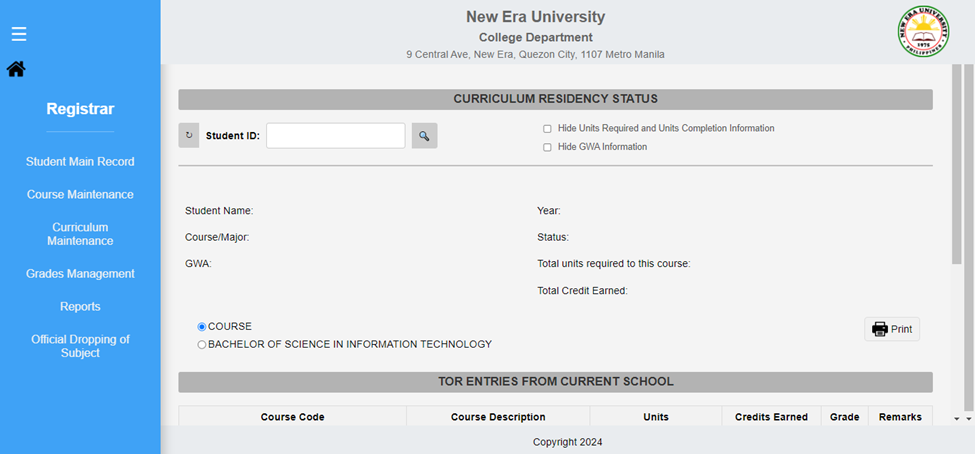 New Era University
College Department
9 Central Ave, New Era, Quezon City, 1107 Metro Manila
NEW ERA UNIVERSITY
1975
PHILIPPINES
Registrar
Student Main Record
Course Maintenance
Curriculum
Maintenance
Grades Management
Reports
Official Dropping of
Subject
CURRICULUM RESIDENCY STATUS
Student ID:
Hide Units Required and Units Completion Information
Hide GWA Information
Student Name:
Year:
Course/Major:
Status:
GWA:
Total units required to this course:
Total Credit Earned:
COURSE
BACHELOR OF SCIENCE IN INFORMATION TECHNOLOGY
Print
TOR ENTRIES FROM CURRENT SCHOOL
Course Code Course Description Units Credits Earned Grade Remarks
Copyright 2024